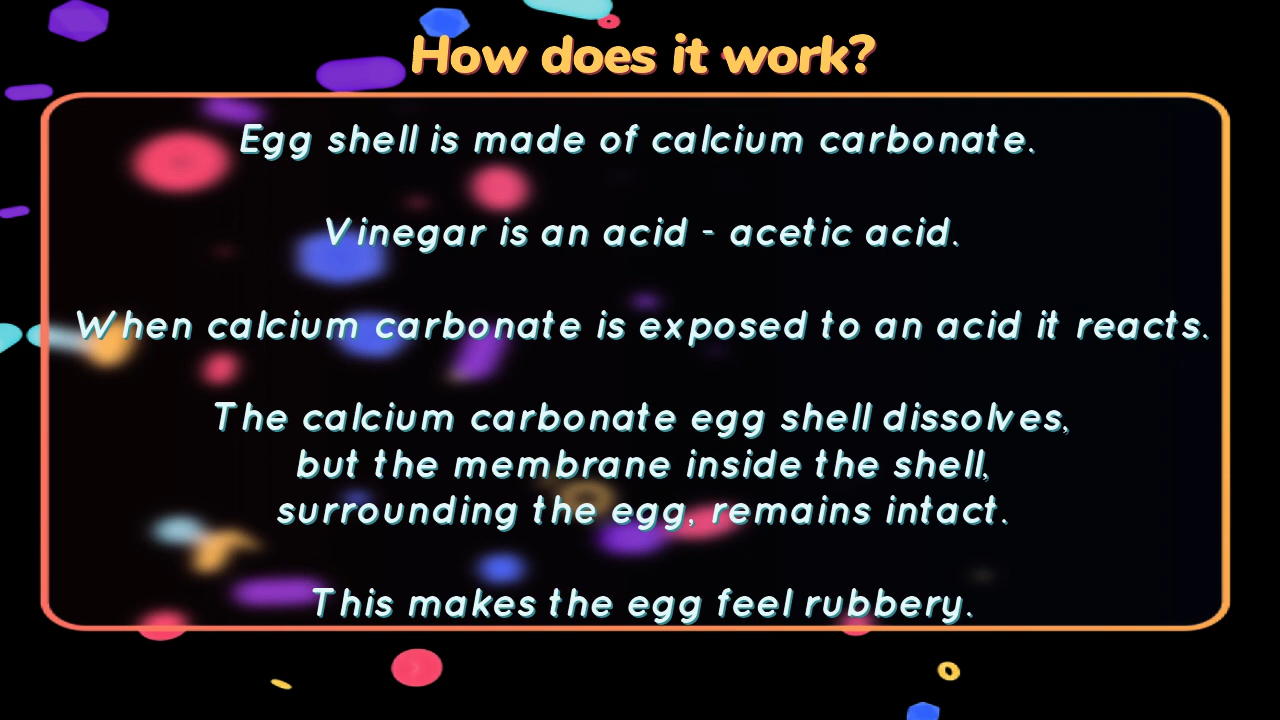 How does it work?
Egg shell is made of calcium carbonate.
Vinegar is an acid - acetic acid.
When calcium carbonate is exposed to an acid it reacts.
The calcium carbonate egg shell dissolves,
but the membrane inside the shell,
surrounding the egg, remains intact.
This makes the egg feel rubbery.